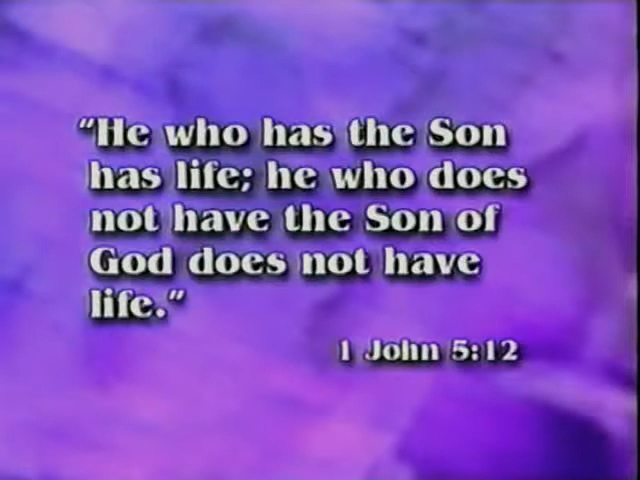 “He who has the Son
has life; he who does
not have the Son of
God does not have
life.”
1 John 5:12